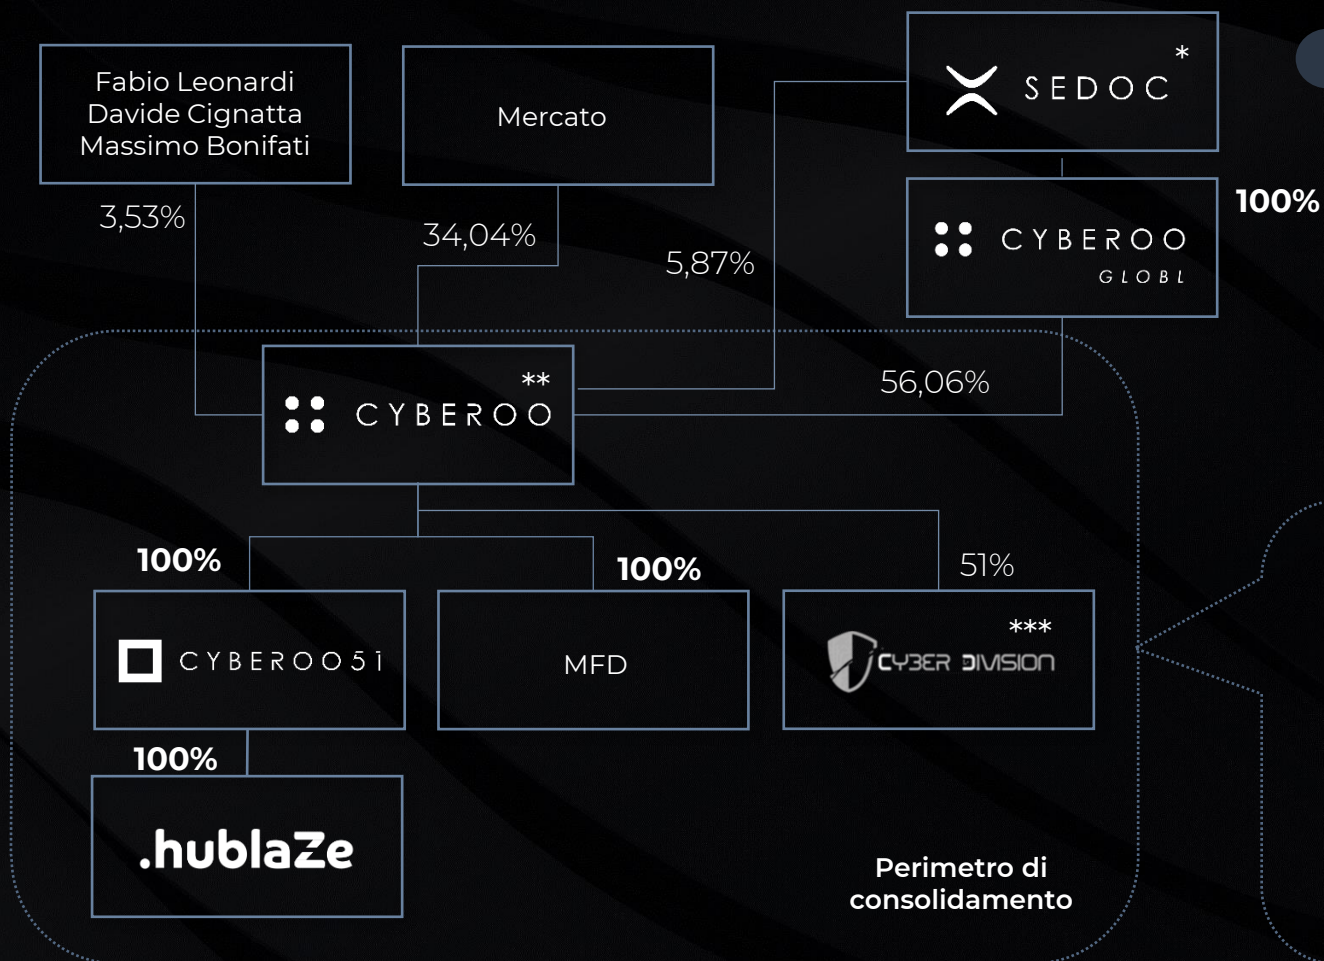 Fabio Leonardi
Davide Cignatta
Massimo Bonifati
Mercato
*
SEDOC
100%
CYBEROO
GLOBL
3,53%
34,04%
5,87%
56,06%
**
CYBEROO
100%
100%
51%
CYBEROO51
MFD
***
CYBER DIVISION
100%
.hublaze
Perimetro di
consolidamento